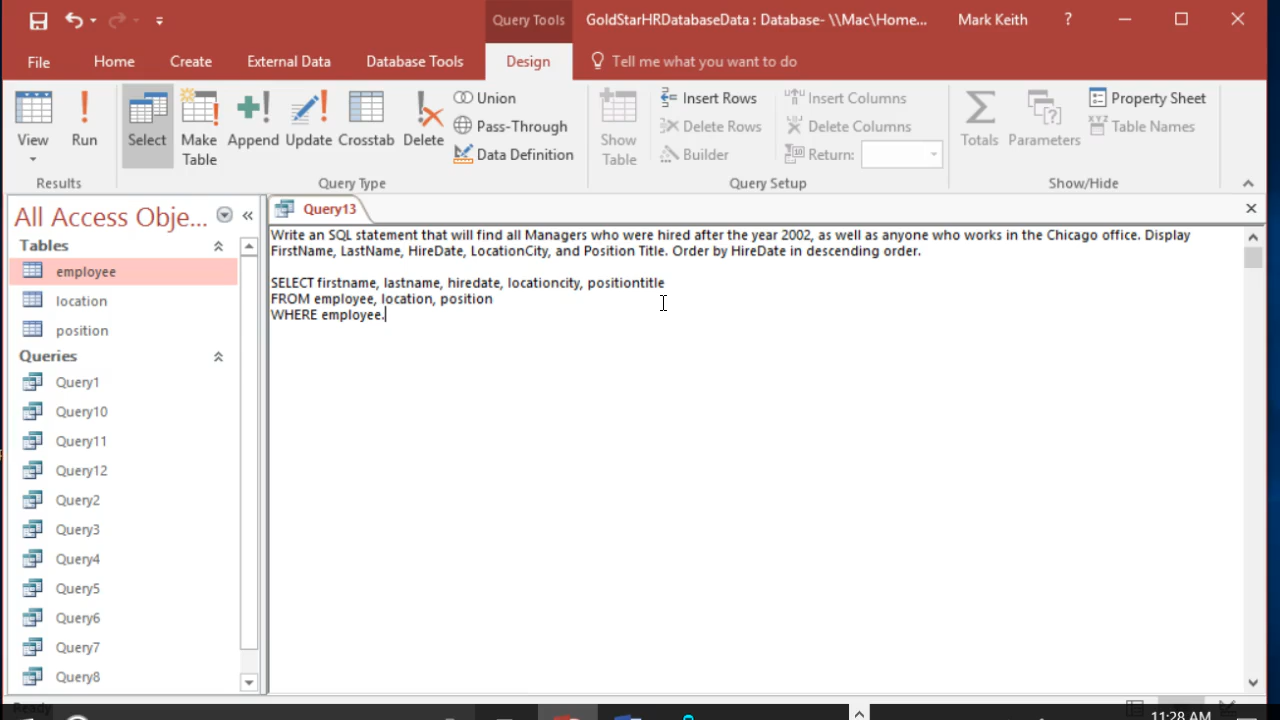 Query Tools
GoldStarHRDatabaseData : Database- \\Mac\Home...
Mark Keith
?
File
Home
Create
External Data
Database Tools
Design
Tell me what you want to do
View
Run
Select
Make Table
Append
Update
Crosstab
Delete
Union
Pass-Through
Data Definition
Show Table
Insert Rows
Delete Rows
Builder
Insert Columns
Delete Columns
Return:
Totals
Parameters
Property Sheet
Table Names
Results
Query Type
Query Setup
Show/Hide
All Access Obje...
Tables
employee
location
position
Queries
Query1
Query10
Query11
Query12
Query2
Query3
Query4
Query5
Query6
Query7
Query8
Query13
Write an SQL statement that will find all Managers who were hired after the year 2002, as well as anyone who works in the Chicago office. Display
FirstName, LastName, HireDate, LocationCity, and Position Title. Order by HireDate in descending order.
SELECT firstname, lastname, hiredate, locationcity, positiontitle
FROM employee, location, position
WHERE employee.
Ready
11:28 AM